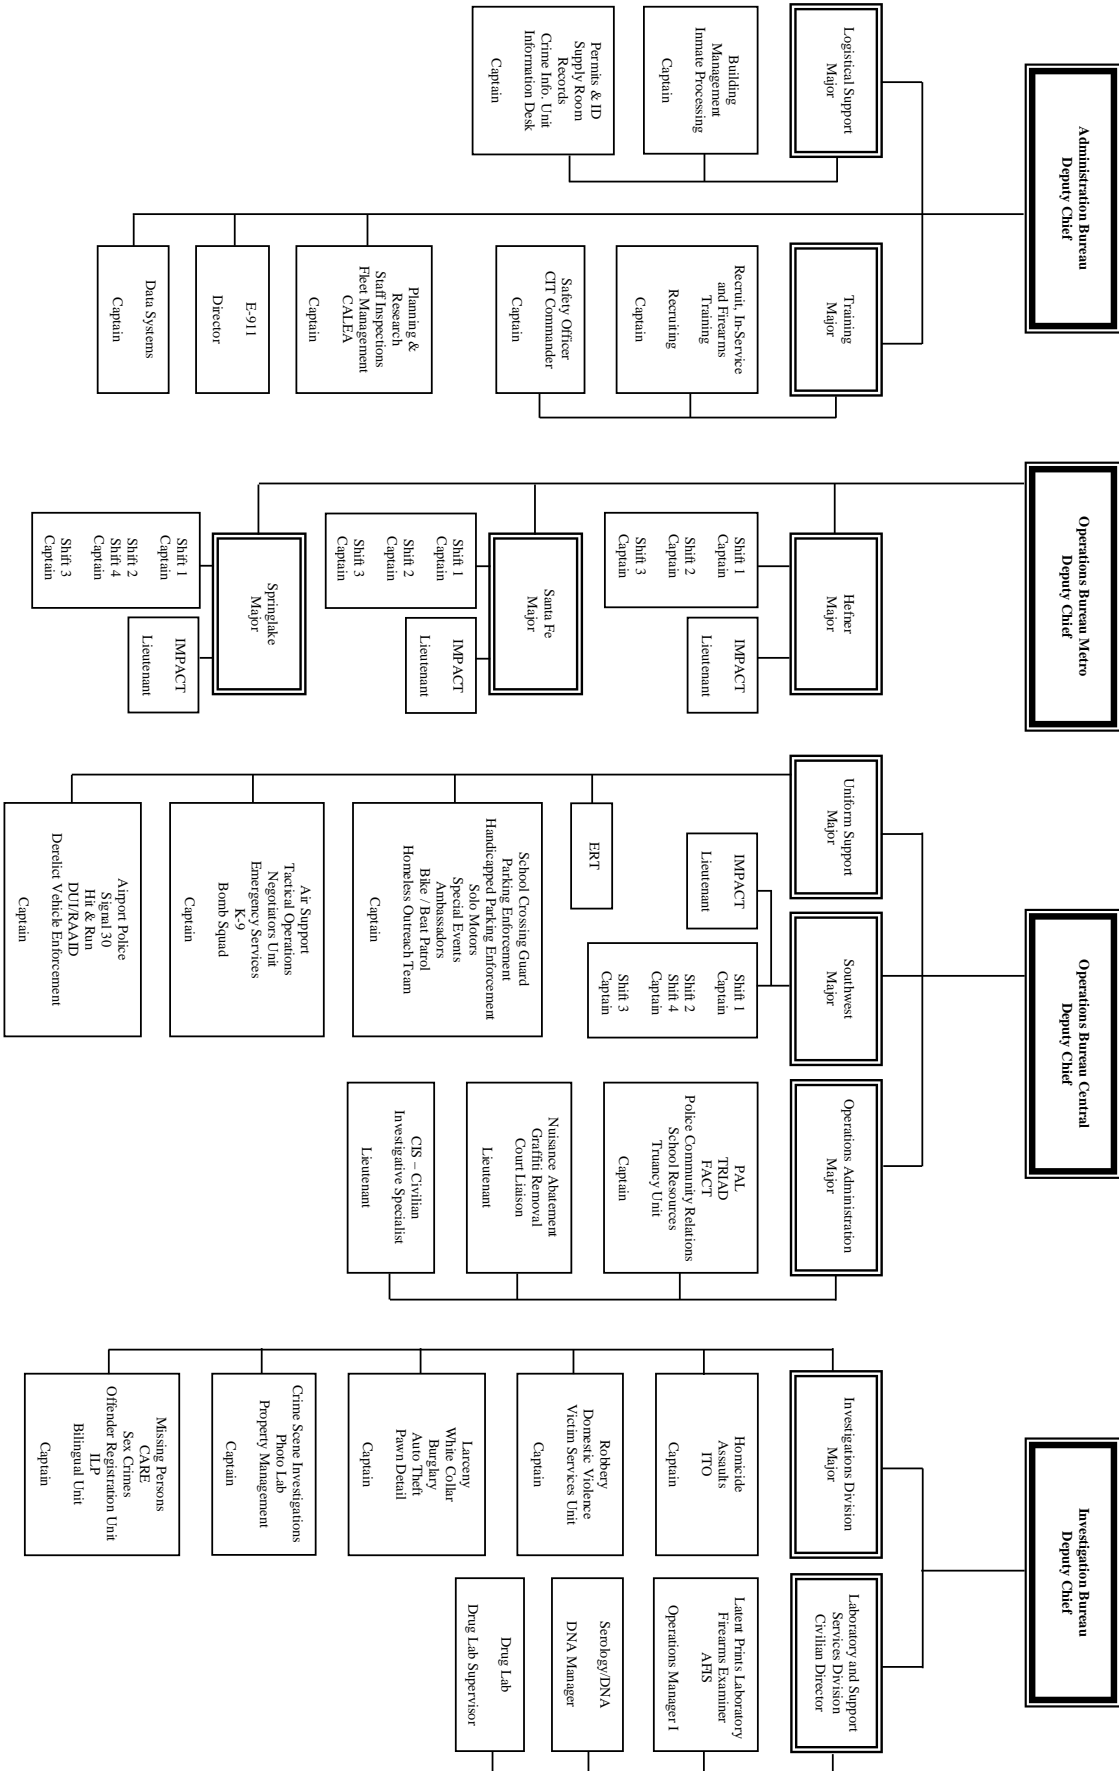 Administration Bureau
Deputy Chief
Logistical Support
Major
Building
Management
Inmate Processing
Captain
Permits & ID
Supply Room
Records
Crime Info. Unit
Information Desk
Captain
Training
Major
Recruit, In-Service
and Firearms
Training
Recruiting
Captain
Safety Officer
CIT Commander
Captain
Planning &
Research
Staff Inspections
Fleet Management
CALEA
Captain
E-911
Director
Data Systems
Captain
Operations Bureau Metro
Deputy Chief
Hefner
Major
Shift 1
Captain
Shift 2
Captain
Shift 3
Captain
IMPACT
Lieutenant
Santa Fe
Major
Shift 1
Captain
Shift 2
Captain
Shift 3
Captain
IMPACT
Lieutenant
Springlake
Major
Shift 1
Captain
Shift 2
Shift 4
Captain
Shift 3
Captain
IMPACT
Lieutenant
Operations Bureau Central
Deputy Chief
Uniform Support
Major
ERT
School Crossing Guard
Parking Enforcement
Handicapped Parking Enforcement
Solo Motors
Special Events
Ambassadors
Bike / Beat Patrol
Homeless Outreach Team
Captain
Air Support
Tactical Operations
Negotiators Unit
Emergency Services
K-9
Bomb Squad
Captain
Airport Police
Signal 30
Hit & Run
DUI/RAAID
Derelict Vehicle Enforcement
Captain
Southwest
Major
IMPACT
Lieutenant
Shift 1
Captain
Shift 2
Shift 4
Captain
Shift 3
Captain
Operations Administration
Major
PAL
TRIAD
FACT
Police Community Relations
School Resources
Truancy Unit
Captain
Nuisance Abatement
Graffiti Removal
Court Liaison
Lieutenant
CIS – Civilian
Investigative Specialist
Lieutenant
Investigation Bureau
Deputy Chief
Investigations Division
Major
Homicide
Assaults
ITO
Captain
Robbery
Domestic Violence
Victim Services Unit
Captain
Larceny
White Collar
Burglary
Auto Theft
Pawn Detail
Captain
Crime Scene Investigations
Photo Lab
Property Management
Captain
Missing Persons
CARE
Sex Crimes
Offender Registration Unit
ILP
Bilingual Unit
Captain
Laboratory and Support
Services Division
Civilian Director
Latent Prints Laboratory
Firearms Examiner
AFIS
Operations Manager I
Serology/DNA
DNA Manager
Drug Lab
Drug Lab Supervisor